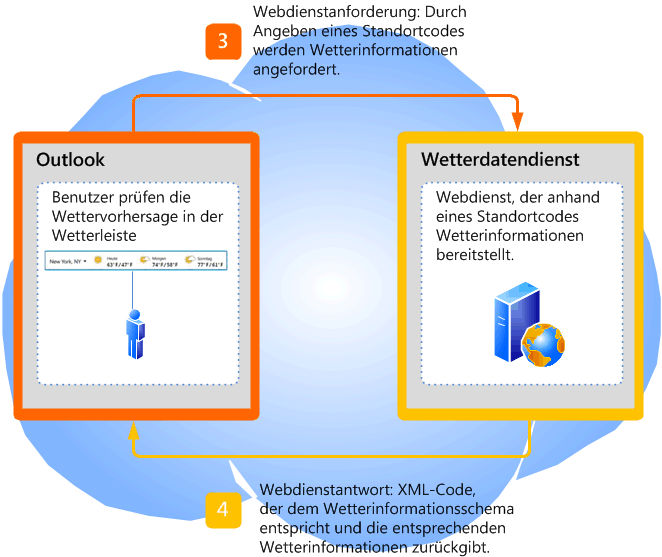 3
Webdienstanforderung: Durch
Angeben eines Standortcodes
werden Wetterinformationen
angefordert.
Outlook
Benutzer prüfen die
Wettervorhersage in der
Wetterleiste
New York, NY
Heute
63°F/47°F
Morgen
74°F/58°F
Sonntag
77°F/61°F
Wetterdatendienst
Webdienst, der anhand
eines Standortcodes
Wetterinformationen
bereitstellt.
4
Webdienstantwort: XML-Code,
der dem Wetterinformationsschema
entspricht und die entsprechenden
Wetterinformationen zurückgibt.